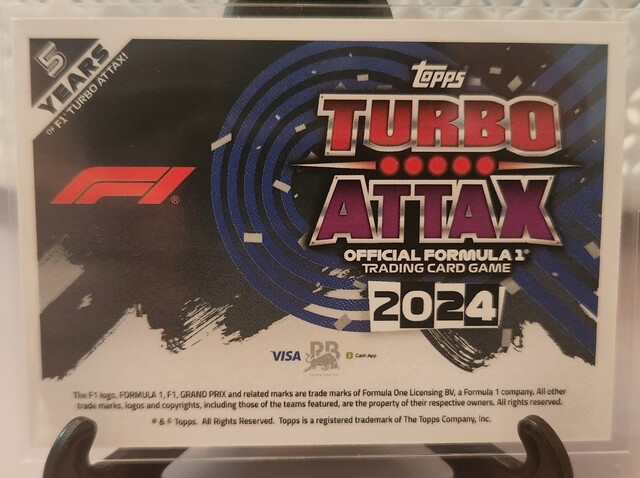 5
YEARS
OF F1® TURBO ATTAX!
topps
TURBO
ATTAX
OFFICIAL FORMULA 1®
TRADING CARD GAME
2024
F1®
VISA RB Cash App
The F1 logo, FORMULA 1, F1, GRAND PRIX and related marks are trade marks of Formula One Licensing BV, a Formula 1 company. All other
trade marks, logos and copyrights, including those of the teams featured, are the property of their respective owners. All rights reserved.
® & © Topps. All Rights Reserved. Topps is a registered trademark of The Topps Company, Inc.